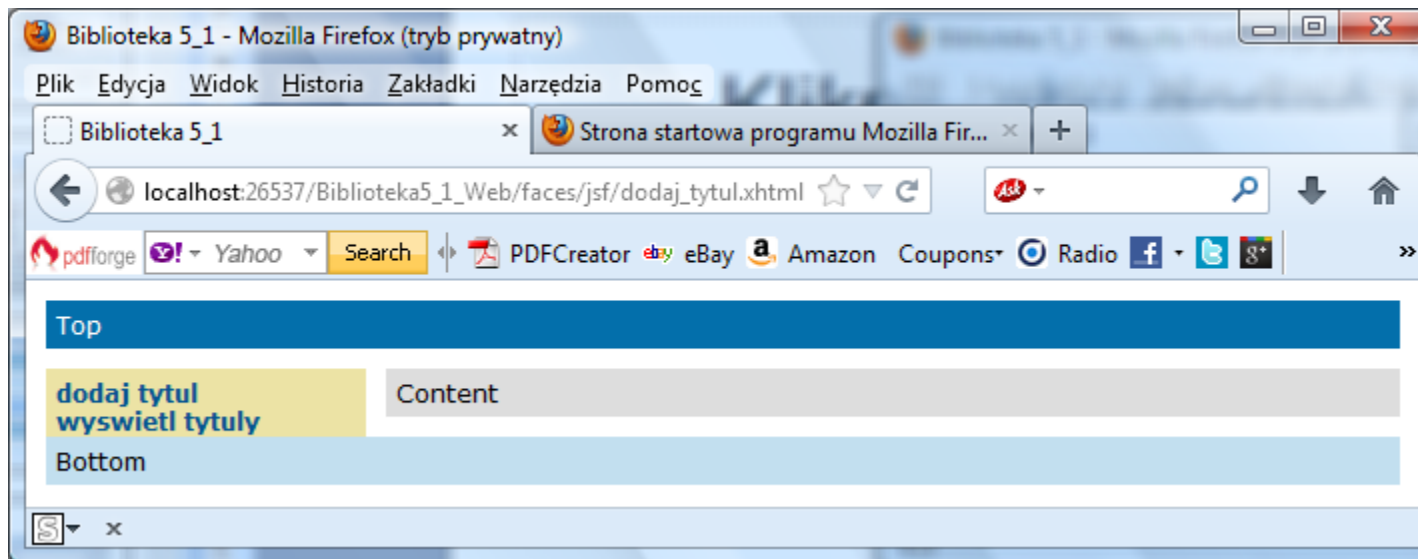 Biblioteka 5_1 - Mozilla Firefox (tryb prywatny)
Plik Edycja Widok Historia Zakładki Narzędzia Pomoc
Biblioteka 5_1 × Strona startowa programu Mozilla Fir... × +
localhost:26537/Biblioteka5_1_Web/faces/jsf/dodaj_tytul.xhtml Ask
pdfforge Y! Yahoo Search PDFCreator ebay eBay a Amazon Coupons Radio f g+ »
Top
dodaj tytul
wyswietl tytuly
Content
Bottom
S x